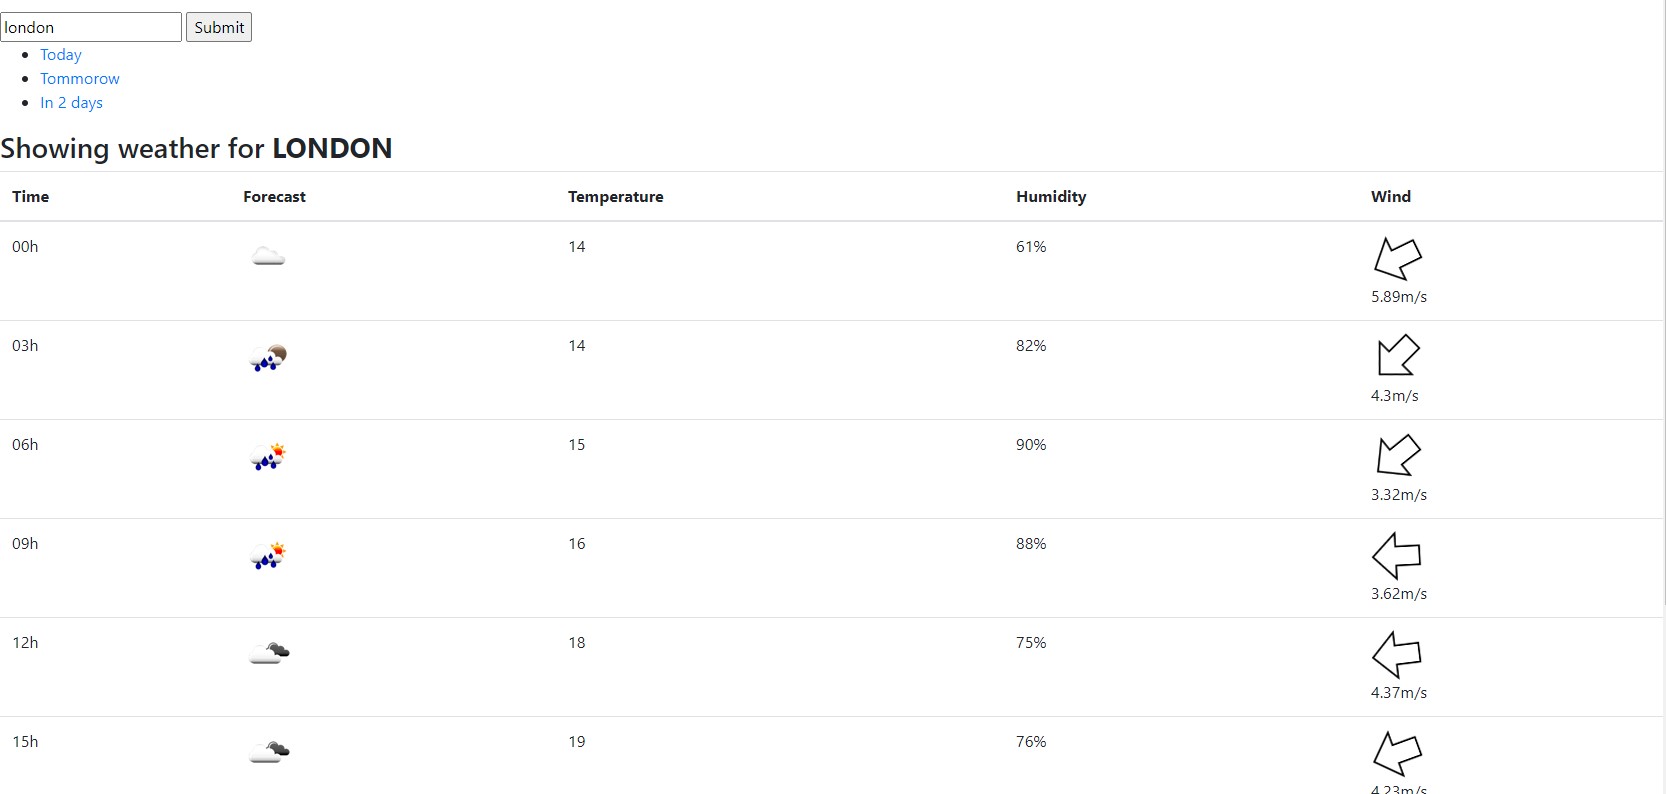 london Submit
Today
Tommorow
In 2 days
Showing weather for LONDON
Time Forecast Temperature Humidity Wind
00h 14 61%
5.89m/s
03h 14 82%
4.3m/s
06h 15 90%
3.32m/s
09h 16 88%
3.62m/s
12h 18 75%
4.37m/s
15h 19 76%
4.23m/s